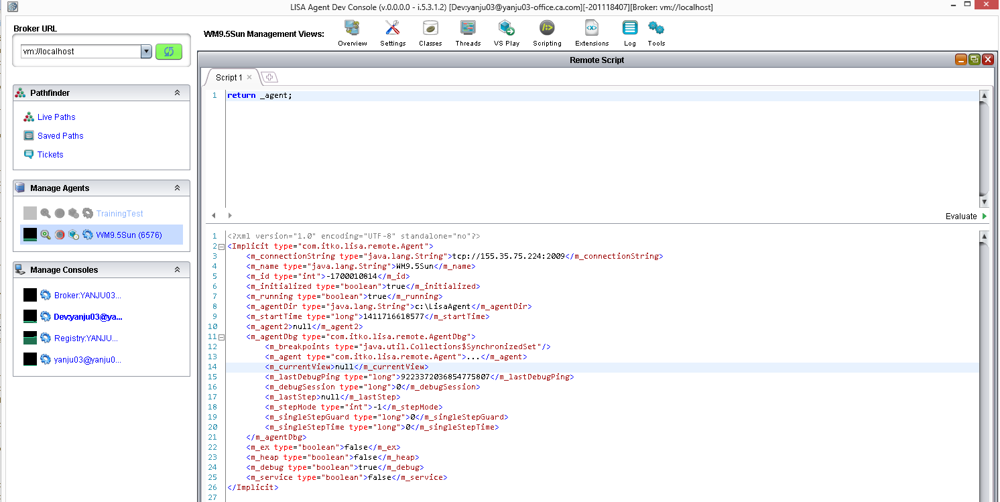 LISA Agent Dev Console (v.0.0.0.0 - i.5.3.1.2) [Dev:yanju03@yanju03-office.ca.com][-201118407][Broker: vm://localhost]
Broker URL
vm://localhost
WM9.5Sun Management Views:
Overview
Settings
Classes
Threads
VS Play
Scripting
Extensions
Log
Tools
Pathfinder
Live Paths
Saved Paths
Tickets
Manage Agents
TrainingTest
WM9.5Sun (6576)
Manage Consoles
Broker:YANJU03...
Dev:yanju03@ya...
Registry:YANJU...
yanju03@yanju0...
Remote Script
Script 1
1 return _agent;
Evaluate
1 <?xml version="1.0" encoding="UTF-8" standalone="no"?>
2 <Implicit type="com.itko.lisa.remote.Agent">
3 <m_connectionString type="java.lang.String">tcp://155.35.75.224:2009</m_connectionString>
4 <m_name type="java.lang.String">WM9.5Sun</m_name>
5 <m_id type="int">-1700010814</m_id>
6 <m_initialized type="boolean">true</m_initialized>
7 <m_running type="boolean">true</m_running>
8 <m_agentDir type="java.lang.String">c:\LisaAgent</m_agentDir>
9 <m_startTime type="long">1411716618577</m_startTime>
10 <m_agent2>null</m_agent2>
11 <m_agentDbg type="com.itko.lisa.remote.AgentDbg">
12 <m_breakpoints type="java.util.Collections$SynchronizedSet"/>
13 <m_agent type="com.itko.lisa.remote.Agent">...</m_agent>
14 <m_currentView>null</m_currentView>
15 <m_lastDebugPing type="long">9223372036854775807</m_lastDebugPing>
16 <m_debugSession type="long">0</m_debugSession>
17 <m_lastStep>null</m_lastStep>
18 <m_stepMode type="int">-1</m_stepMode>
19 <m_singleStepGuard type="long">0</m_singleStepGuard>
20 <m_singleStepTime type="long">0</m_singleStepTime>
21 </m_agentDbg>
22 <m_ex type="boolean">false</m_ex>
23 <m_heap type="boolean">false</m_heap>
24 <m_debug type="boolean">true</m_debug>
25 <m_service type="boolean">false</m_service>
26 </Implicit>
27